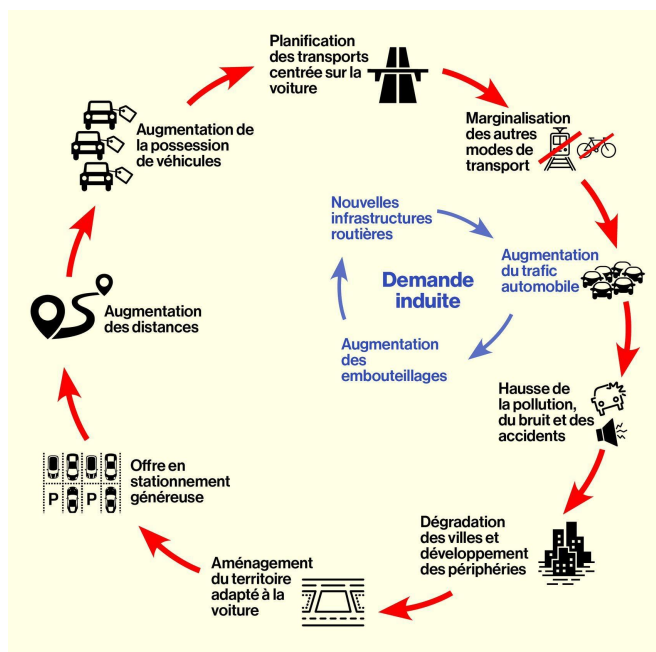 Planification
des transports
centrée sur la
voiture
Marginalisation
des autres
modes de
transport
Augmentation
du trafic
automobile
Hausse de
la pollution,
du bruit et des
accidents
Dégradation
des villes et
développement
des périphéries
Aménagement
du territoire
adapté à la
voiture
Offre en
stationnement
généreuse
P P
Augmentation
des distances
Augmentation de
la possession
de véhicules
Nouvelles
infrastructures
routières
Demande
induite
Augmentation
des
embouteillages